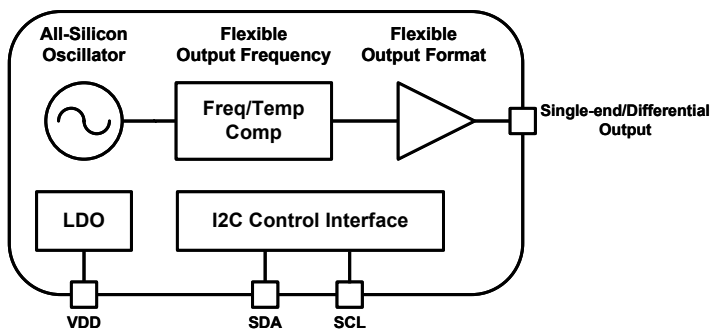 All-Silicon
Oscillator
Flexible
Output Frequency
Flexible
Output Format
Freq/Temp
Comp
Single-end/Differential
Output
LDO
I2C Control Interface
VDD
SDA
SCL